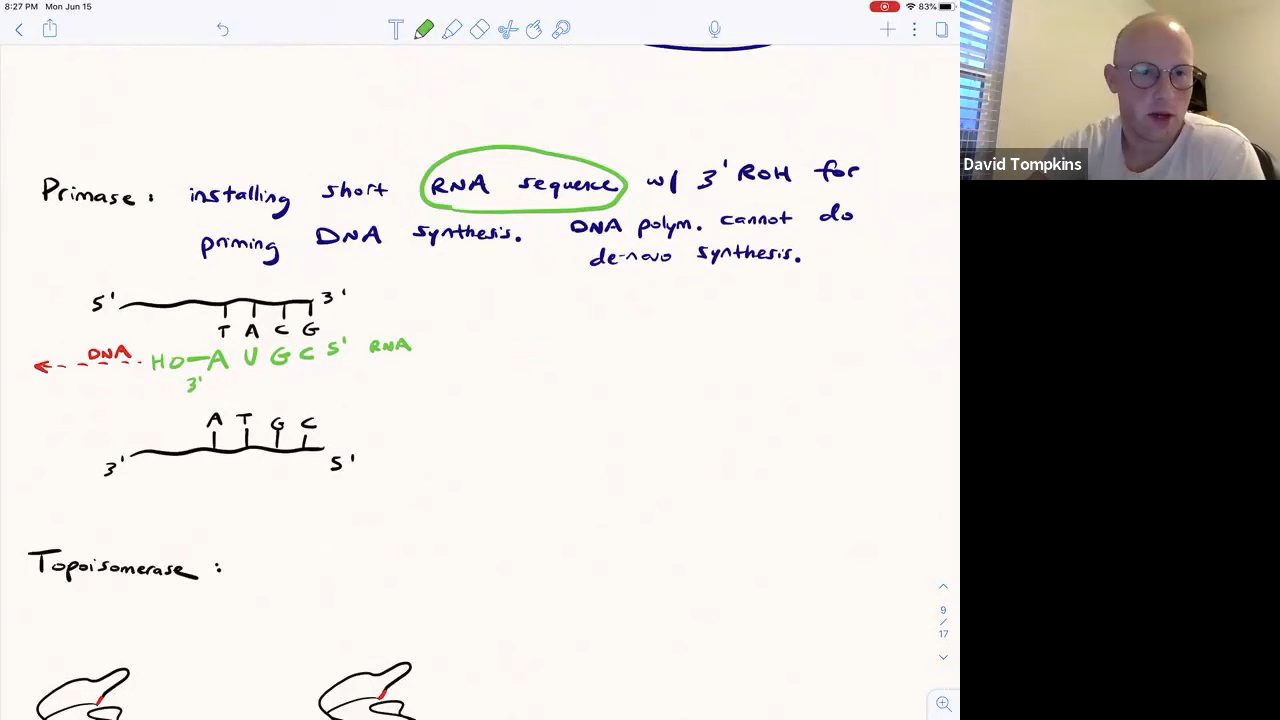 8:27 PM Mon Jun 15
83%
T
David Tompkins
Primase : installing short RNA sequence w/ 3' ROH for
priming DNA synthesis. DNA polym. cannot do
de-novo synthesis.
5' 3'
T A C G
DNA HO-A U G C 5' RNA
3'
A T G C
3' 5'
Topoisomerase :
9
/
17